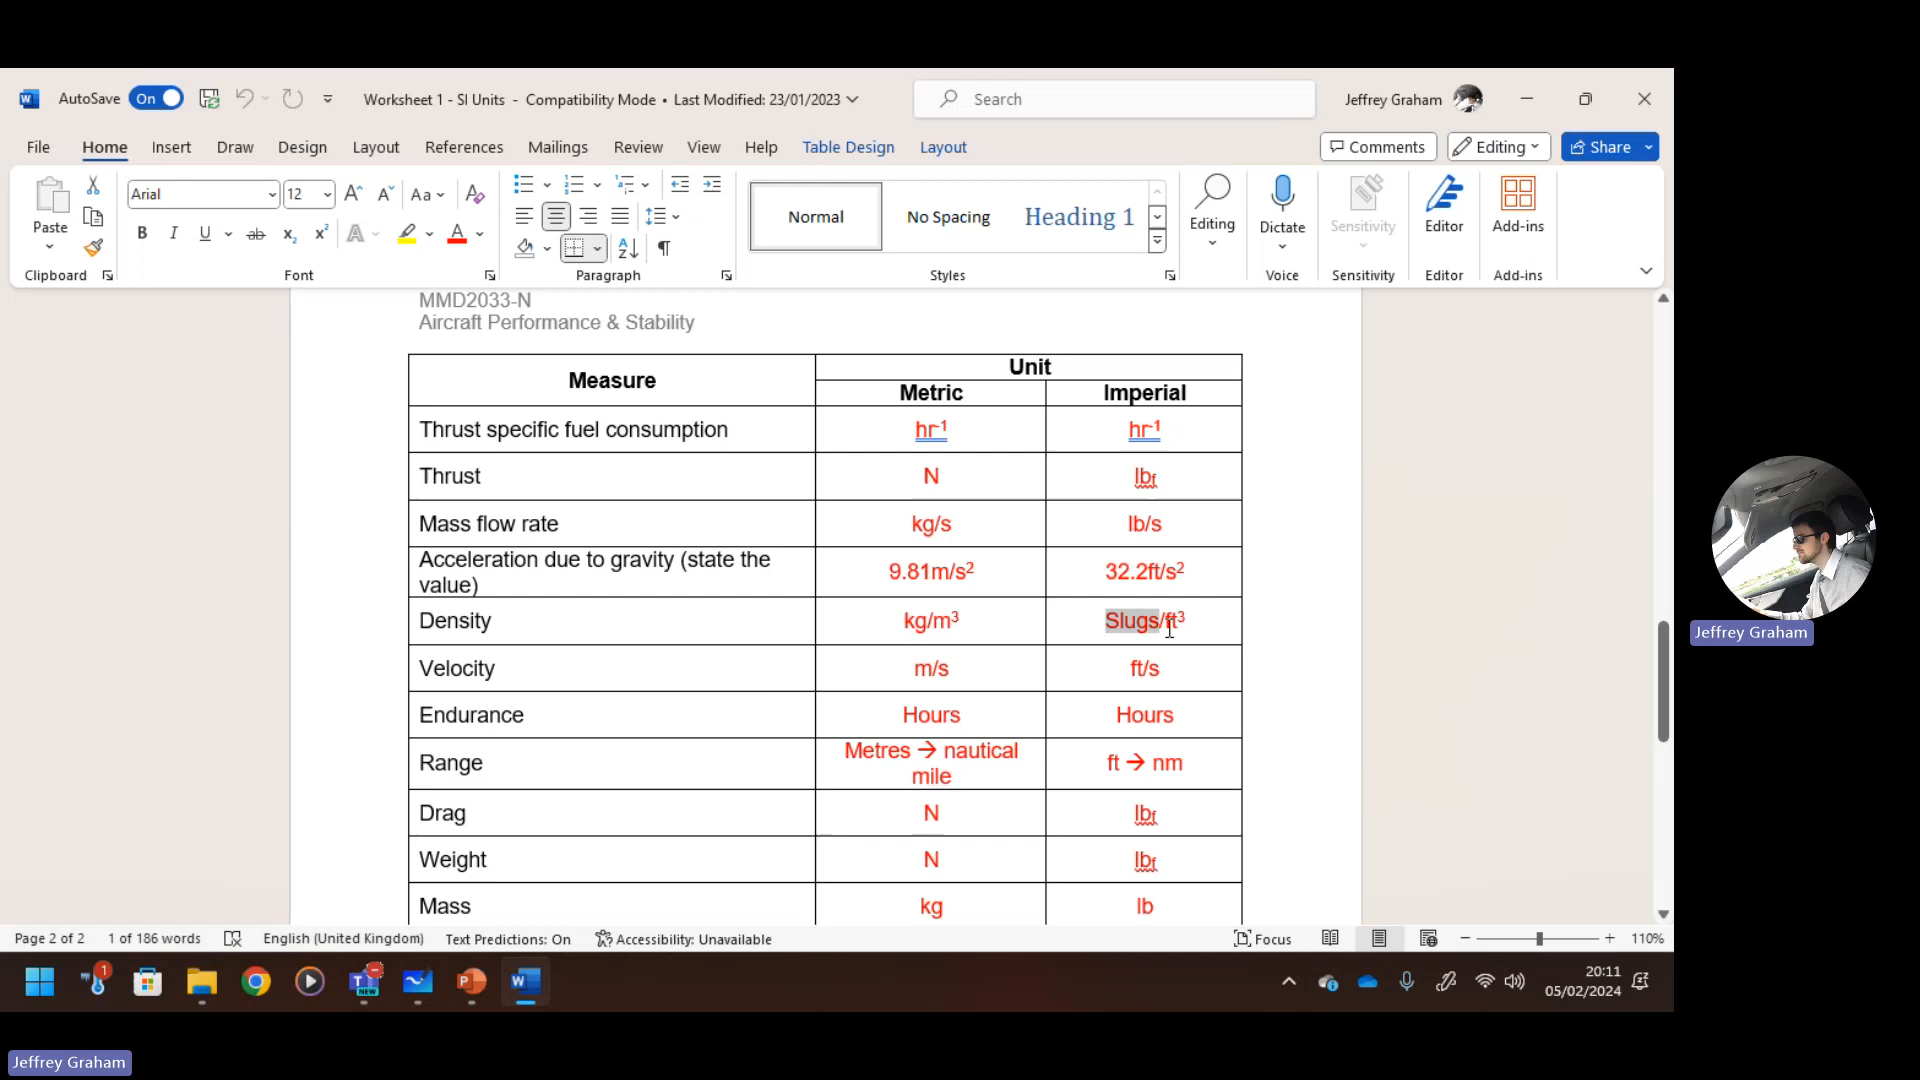 AutoSave On Worksheet 1 - SI Units - Compatibility Mode • Last Modified: 23/01/2023 Search Jeffrey Graham
File Home Insert Draw Design Layout References Mailings Review View Help Table Design Layout Comments Editing Share
Paste Arial 12 Aa Normal No Spacing Heading 1 Editing Dictate Sensitivity Editor Add-ins
Clipboard Font Paragraph Styles Voice Sensitivity Editor Add-ins
MMD2033-N
Aircraft Performance & Stability
Measure Unit
Metric Imperial
Thrust specific fuel consumption hr⁻¹ hr⁻¹
Thrust N lbf
Mass flow rate kg/s lb/s
Acceleration due to gravity (state the
value) 9.81m/s² 32.2ft/s²
Density kg/m³ Slugs/ft³
Velocity m/s ft/s
Endurance Hours Hours
Range Metres → nautical
mile ft → nm
Drag N lbf
Weight N lbf
Mass kg lb
Page 2 of 2 1 of 186 words English (United Kingdom) Text Predictions: On Accessibility: Unavailable Focus 110%
20:11
05/02/2024
Jeffrey Graham
Jeffrey Graham